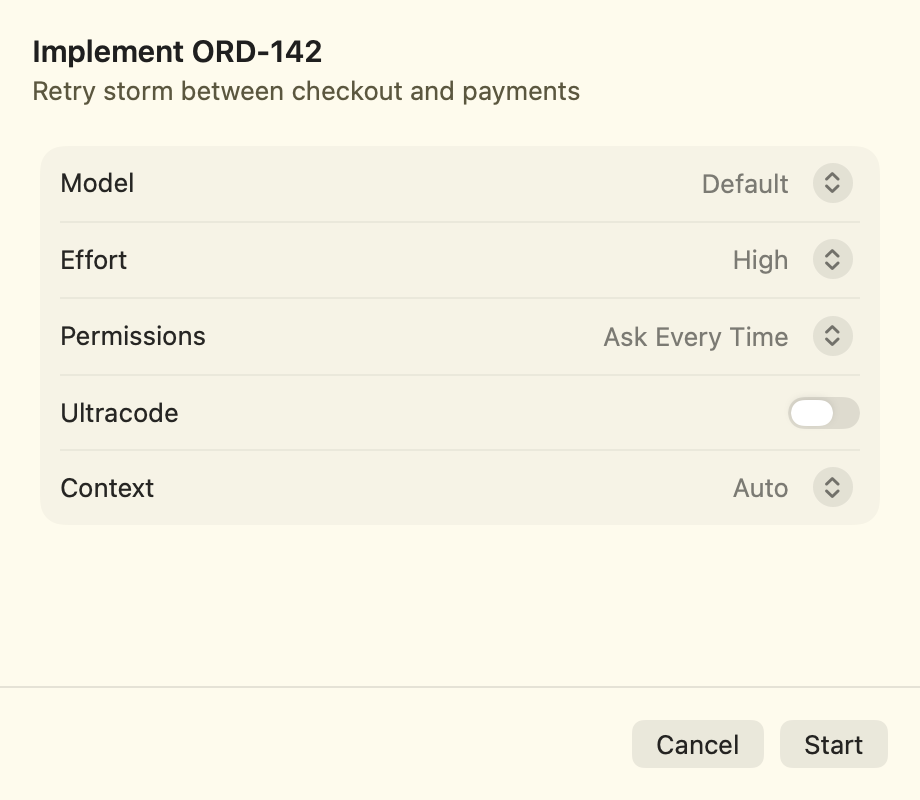 Implement ORD-142
Retry storm between checkout and payments
Model Default
Effort High
Permissions Ask Every Time
Ultracode
Context Auto
Cancel Start